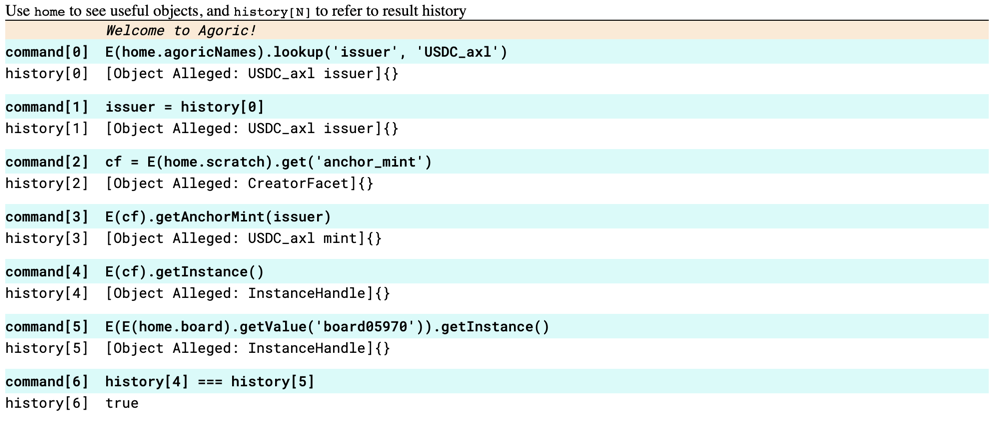 Use home to see useful objects, and history[N] to refer to result history
Welcome to Agoric!
command[0] E(home.agoricNames).lookup('issuer', 'USDC_axl')
history[0] [Object Alleged: USDC_axl issuer]{}
command[1] issuer = history[0]
history[1] [Object Alleged: USDC_axl issuer]{}
command[2] cf = E(home.scratch).get('anchor_mint')
history[2] [Object Alleged: CreatorFacet]{}
command[3] E(cf).getAnchorMint(issuer)
history[3] [Object Alleged: USDC_axl mint]{}
command[4] E(cf).getInstance()
history[4] [Object Alleged: InstanceHandle]{}
command[5] E(E(home.board).getValue('board05970')).getInstance()
history[5] [Object Alleged: InstanceHandle]{}
command[6] history[4] === history[5]
history[6] true